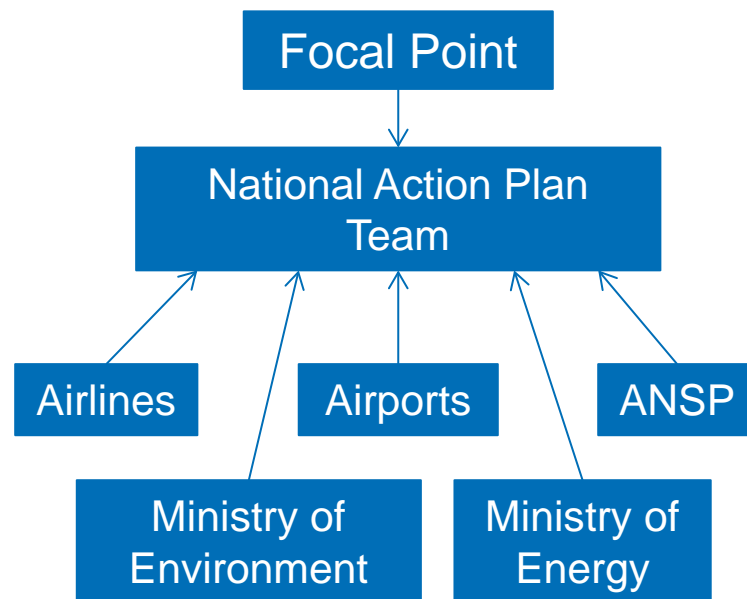 Focal Point
National Action Plan
Team
Airlines
Airports
ANSP
Ministry of
Environment
Ministry of
Energy